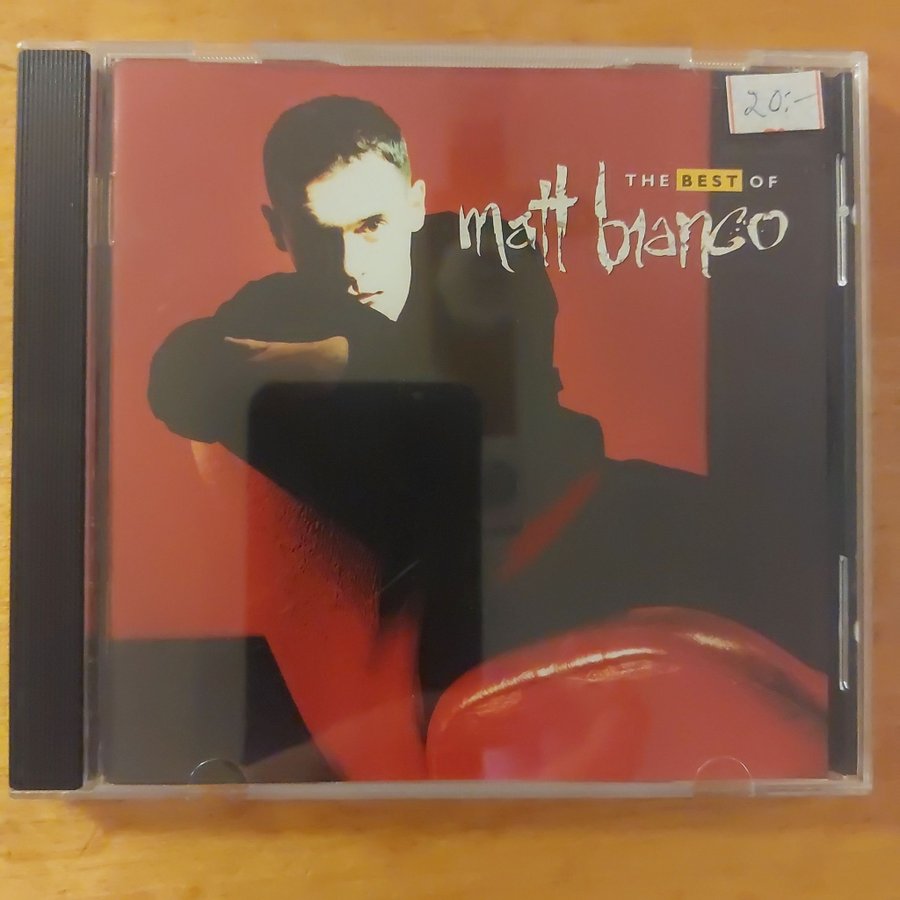 20:-
THE BEST OF
matt bianco